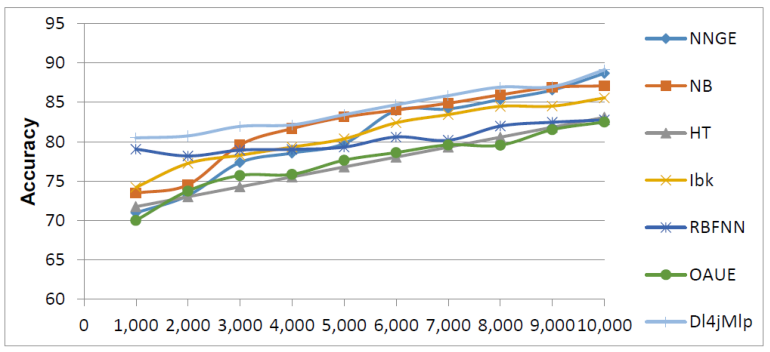 95
90
85
80
75
70
65
60
Accuracy
0 1,000 2,000 3,000 4,000 5,000 6,000 7,000 8,000 9,000 10,000
NNGE
NB
HT
Ibk
RBFNN
OAUE
Dl4jMlp